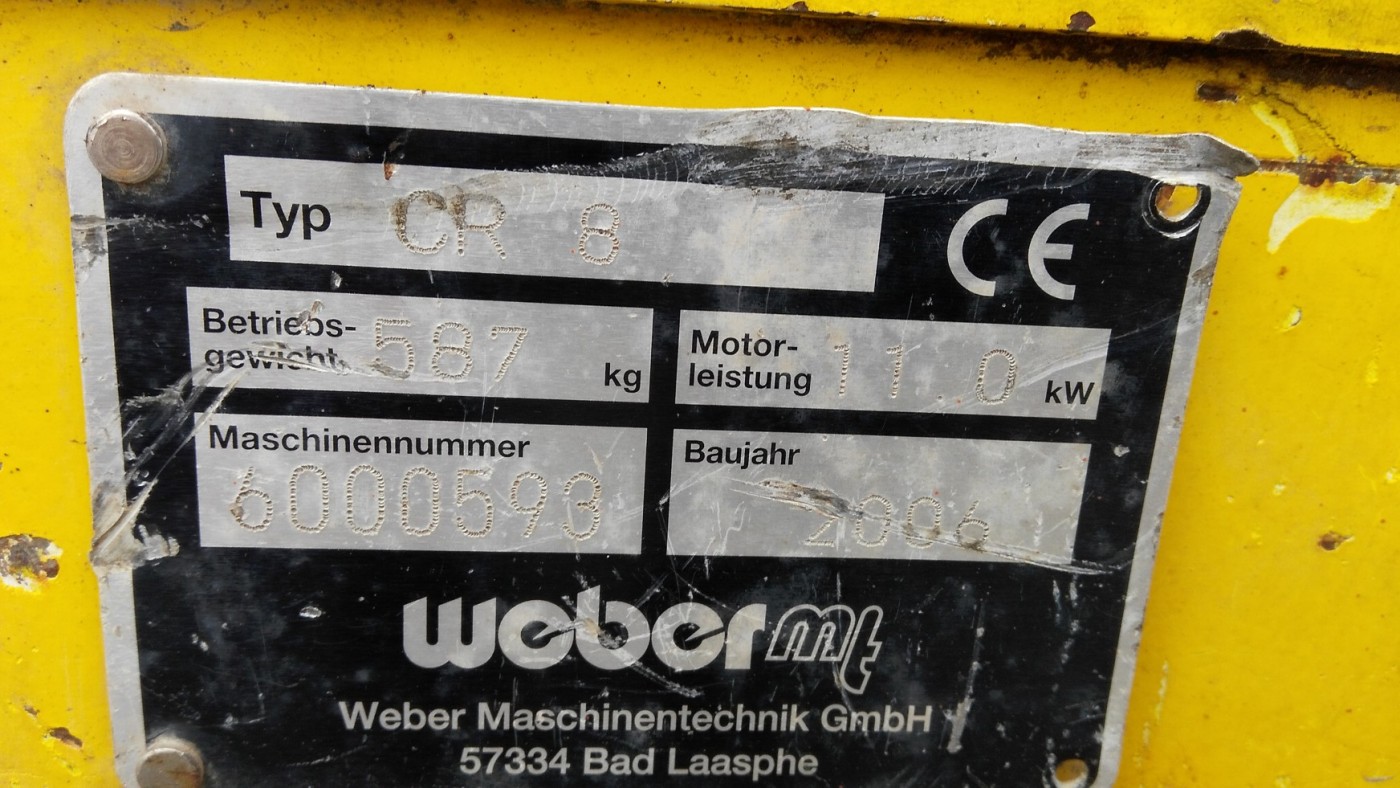 Typ CR 8
CE
Betriebs-
gewicht 587 kg
Motor-
leistung 11.0 kW
Maschinennummer
6000593
Baujahr
2006
weber mt
Weber Maschinentechnik GmbH
57334 Bad Laasphe